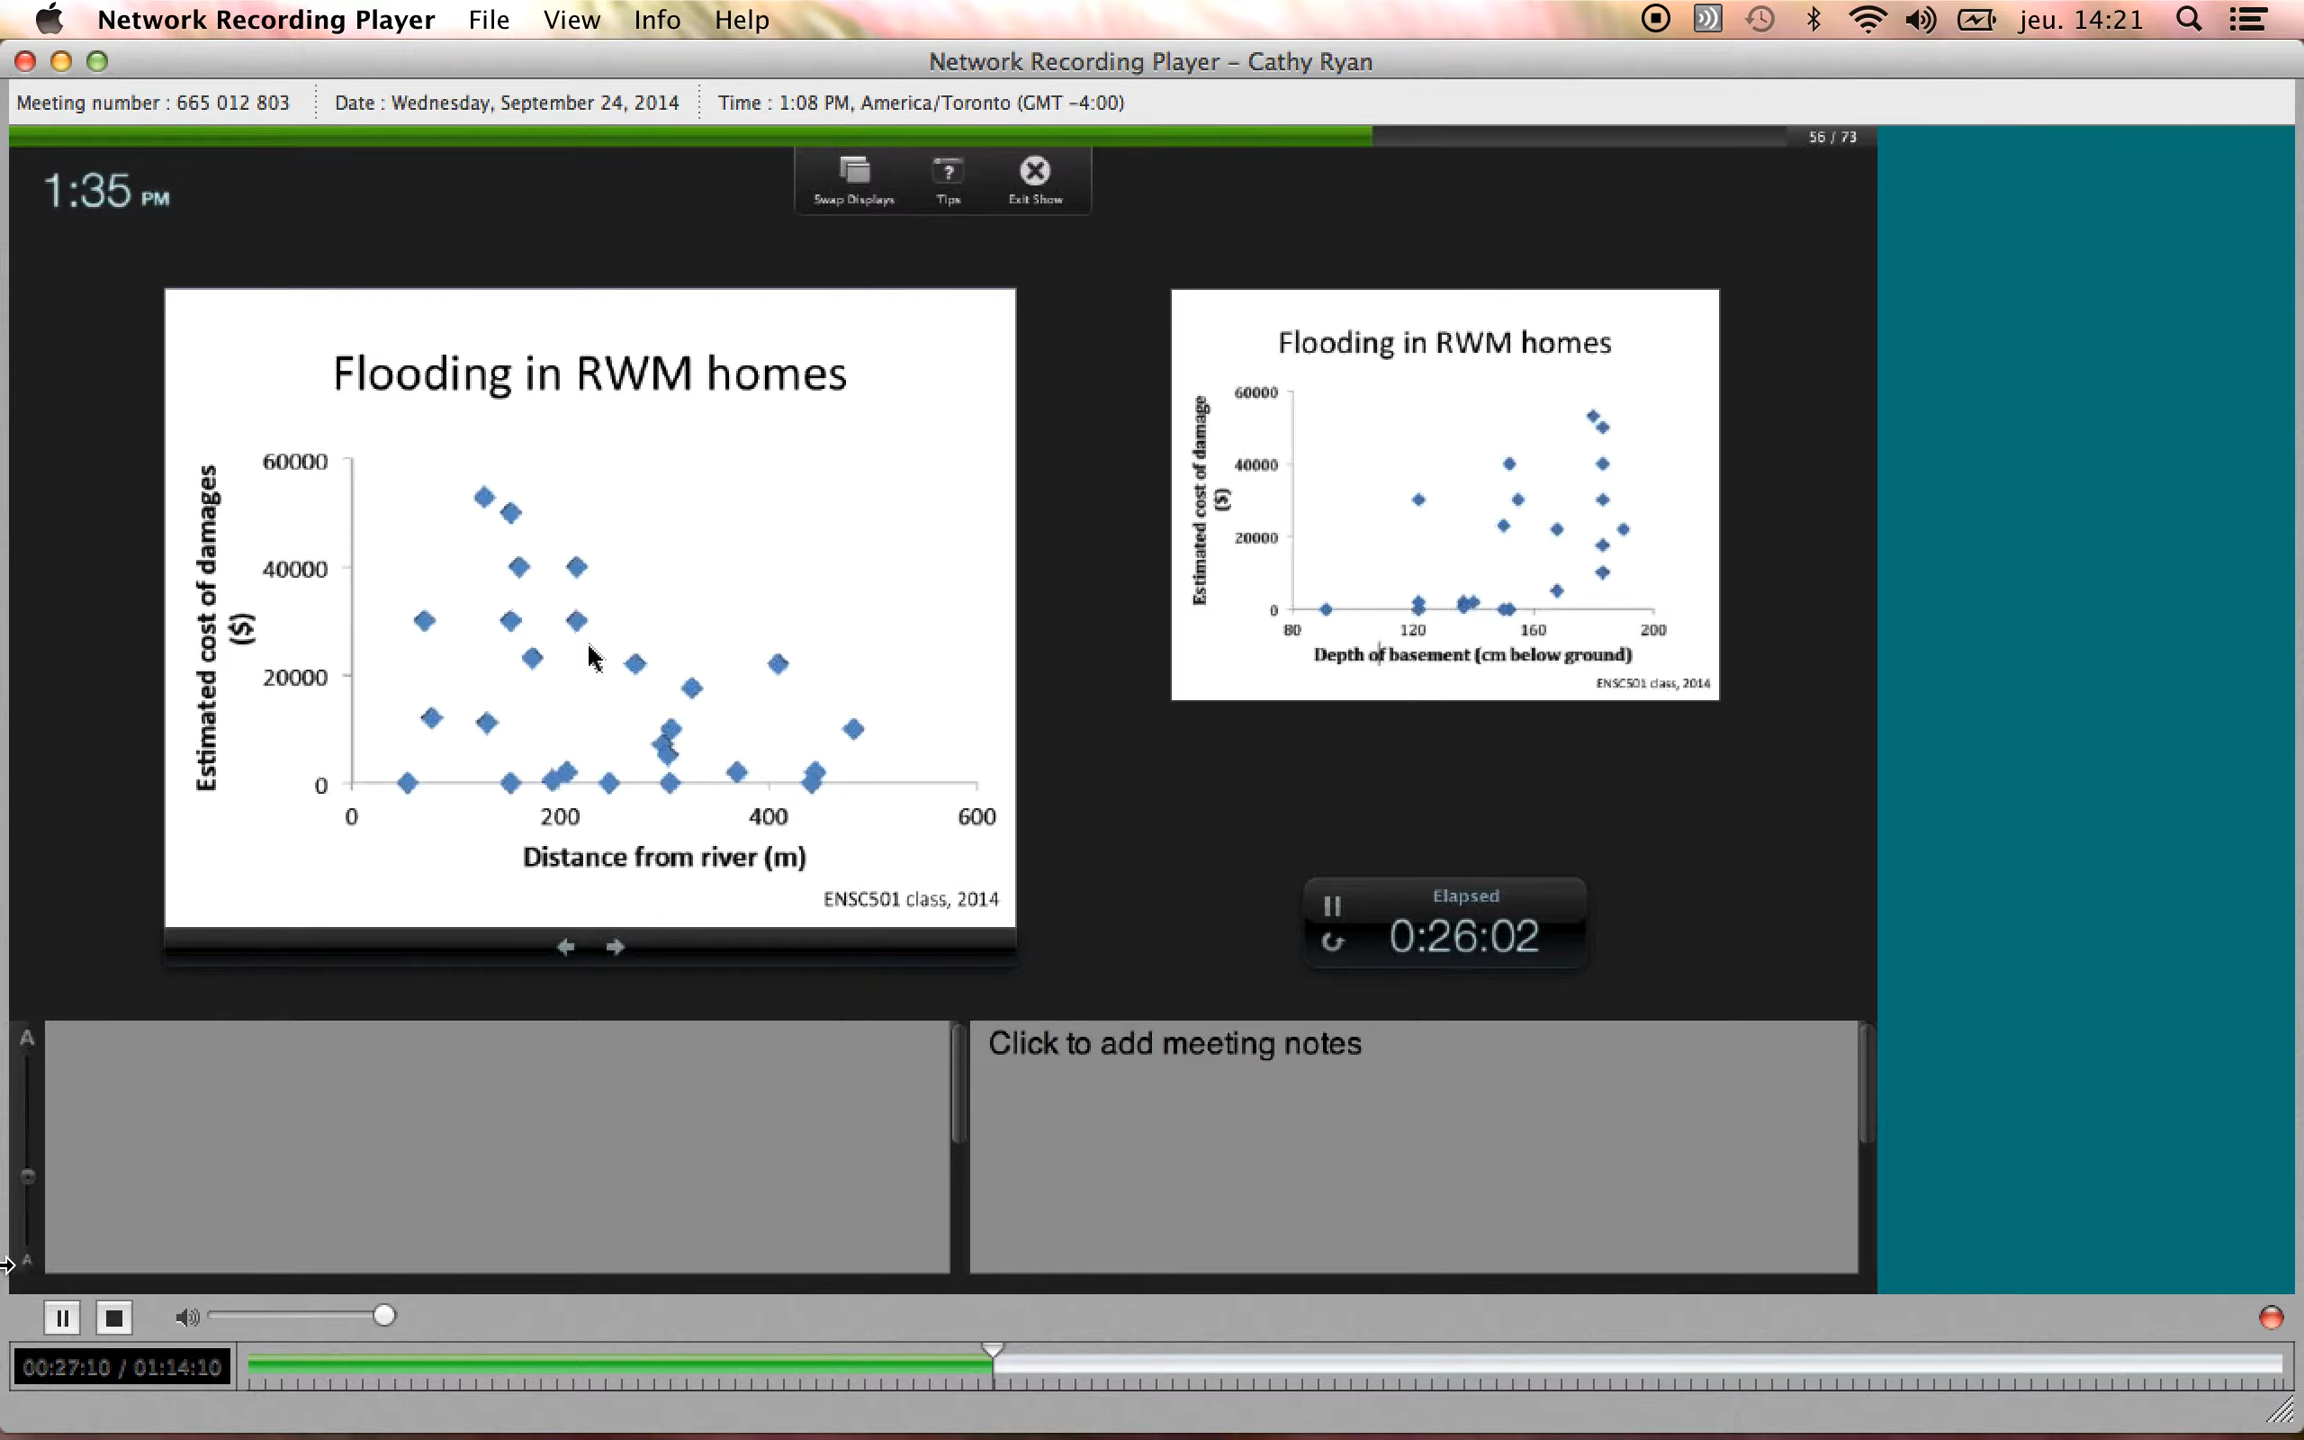 Network Recording Player File View Info Help jeu. 14:21
Network Recording Player – Cathy Ryan
Meeting number : 665 012 803 Date : Wednesday, September 24, 2014 Time : 1:08 PM, America/Toronto (GMT -4:00)
56 / 73
1:35 PM
Swap Displays Tips Exit Show
Flooding in RWM homes
Estimated cost of damages
($)
60000
40000
20000
0
0 200 400 600
Distance from river (m)
ENSC501 class, 2014
Flooding in RWM homes
Estimated cost of damage
($)
60000
40000
20000
0
80 120 160 200
Depth of basement (cm below ground)
ENSC501 class, 2014
Elapsed
0:26:02
A
A
Click to add meeting notes
00:27:10 / 01:14:10